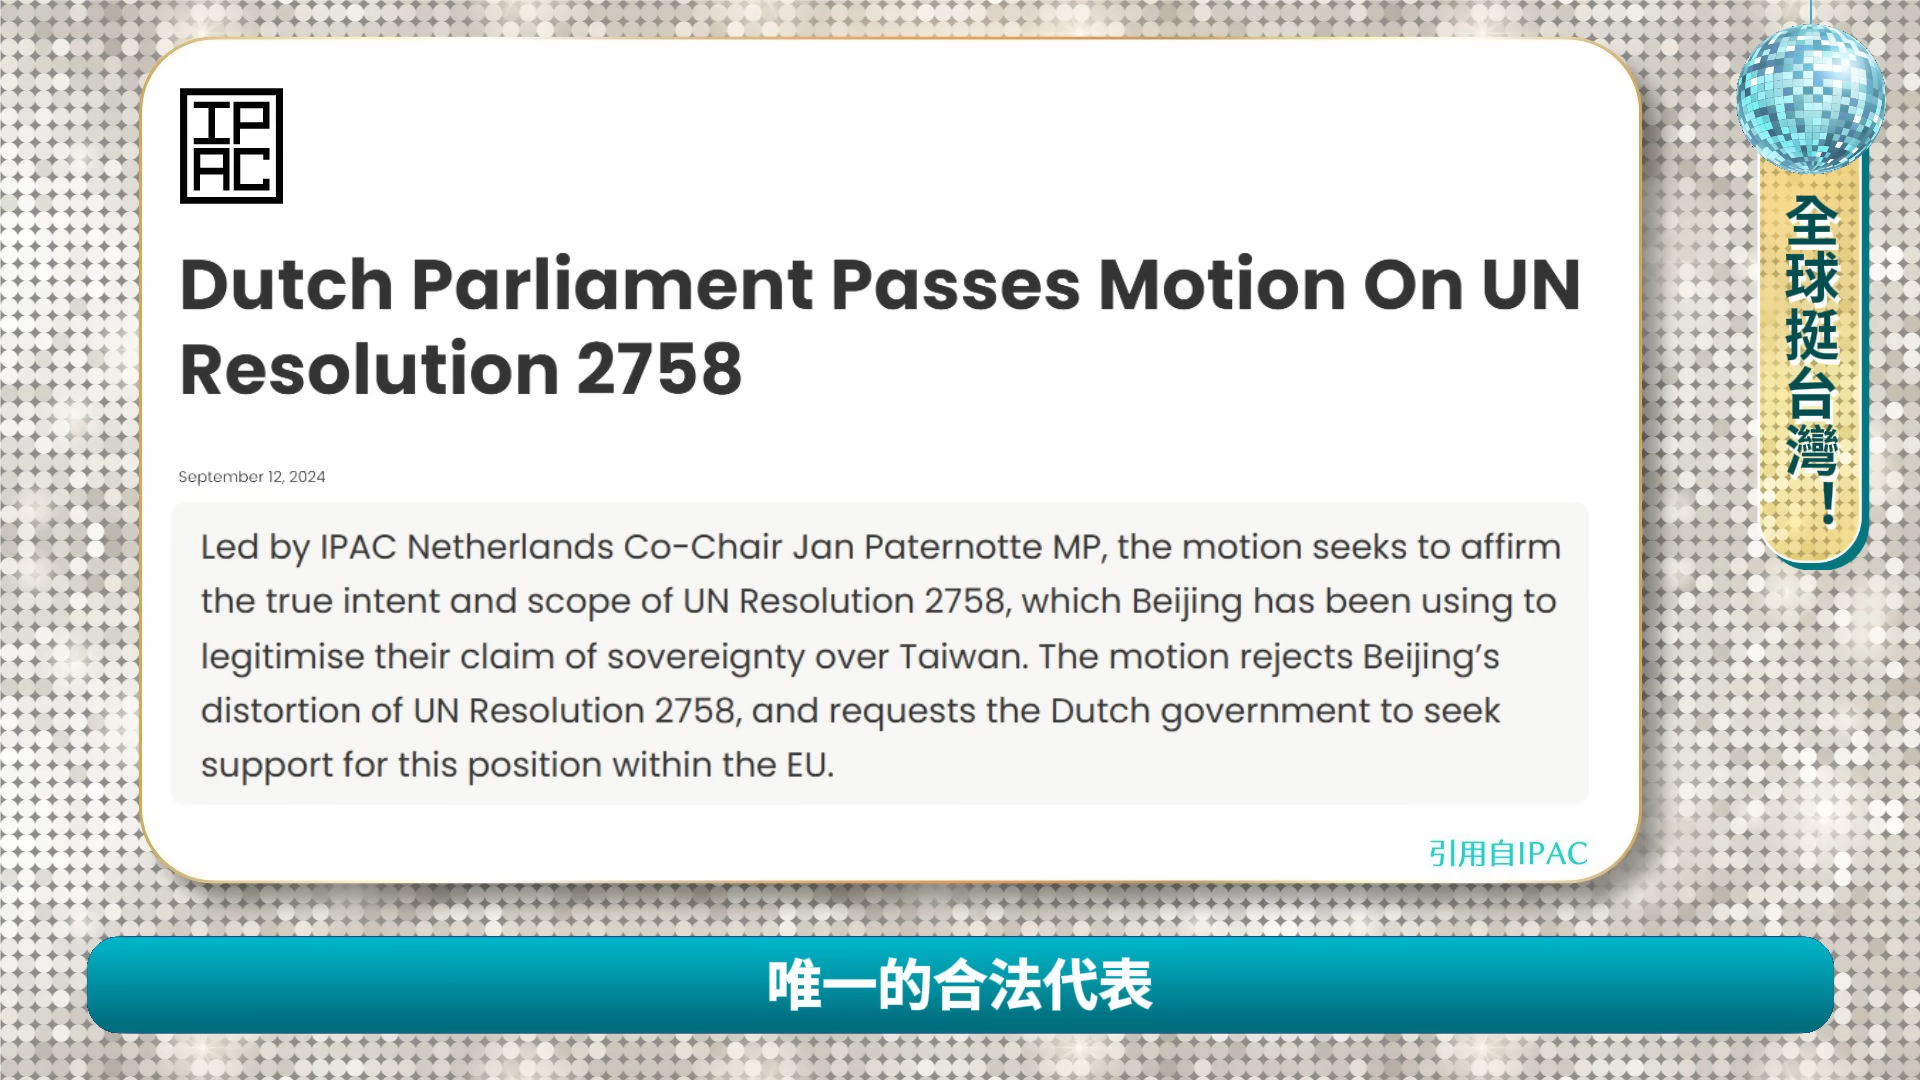 IP
AC
Dutch Parliament Passes Motion On UN
Resolution 2758
September 12, 2024
Led by IPAC Netherlands Co-Chair Jan Paternotte MP, the motion seeks to affirm
the true intent and scope of UN Resolution 2758, which Beijing has been using to
legitimise their claim of sovereignty over Taiwan. The motion rejects Beijing’s
distortion of UN Resolution 2758, and requests the Dutch government to seek
support for this position within the EU.
引用自IPAC
全球挺台灣！
唯一的合法代表